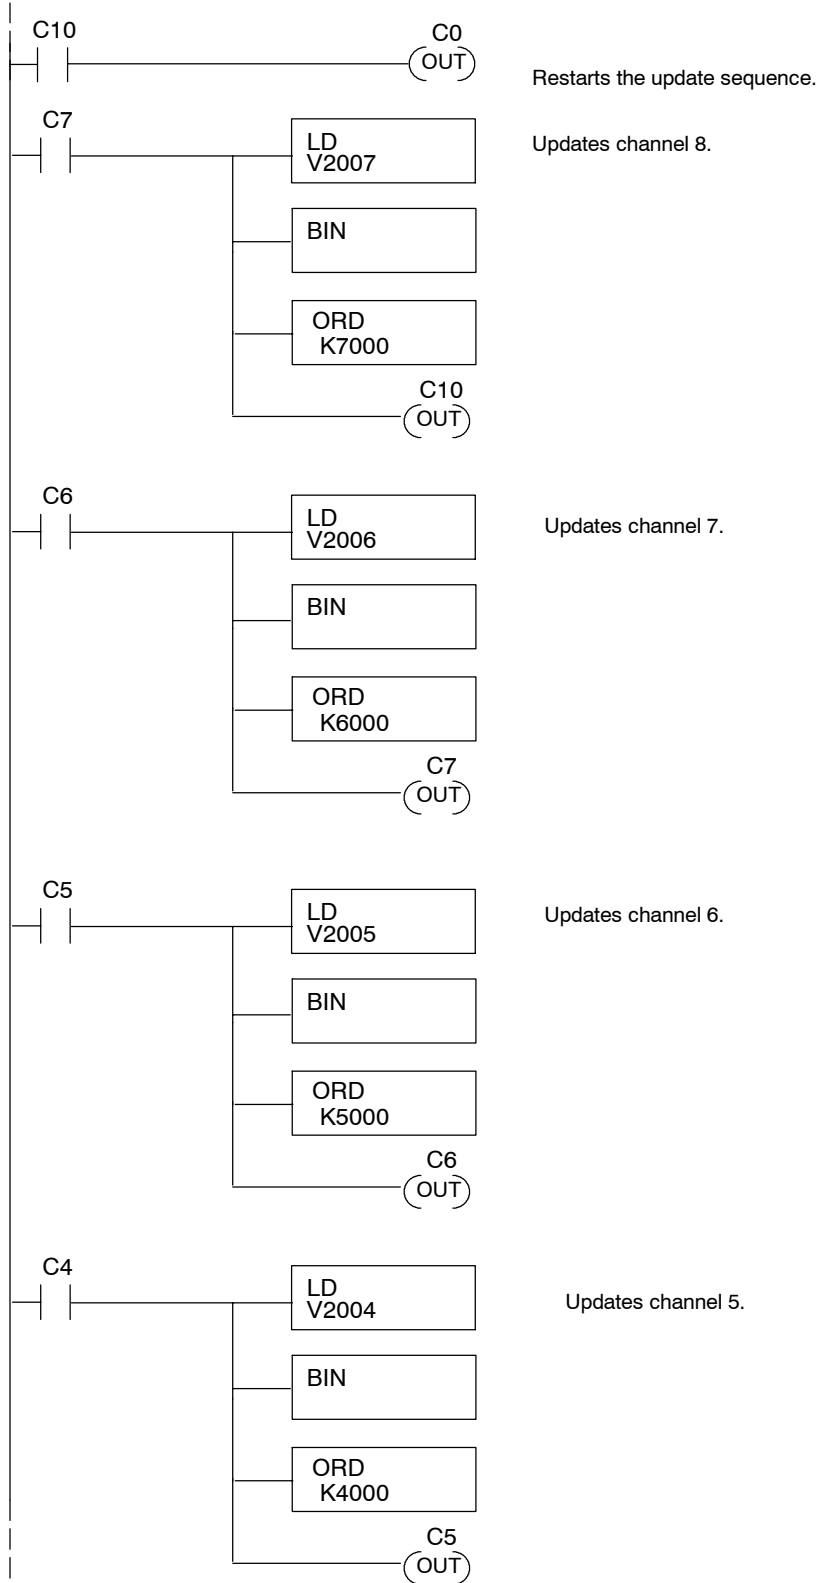 C10
C0
OUT
Restarts the update sequence.
C7
LD
V2007
Updates channel 8.
BIN
ORD
K7000
C10
OUT
C6
LD
V2006
Updates channel 7.
BIN
ORD
K6000
C7
OUT
C5
LD
V2005
Updates channel 6.
BIN
ORD
K5000
C6
OUT
C4
LD
V2004
Updates channel 5.
BIN
ORD
K4000
C5
OUT